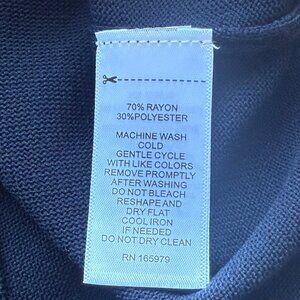 70% RAYON
30%POLYESTER
MACHINE WASH
COLD
GENTLE CYCLE
WITH LIKE COLORS
REMOVE PROMPTLY
AFTER WASHING
DO NOT BLEACH
RESHAPE AND
DRY FLAT
COOL IRON
IF NEEDED
DO NOT DRY CLEAN
RN 165979